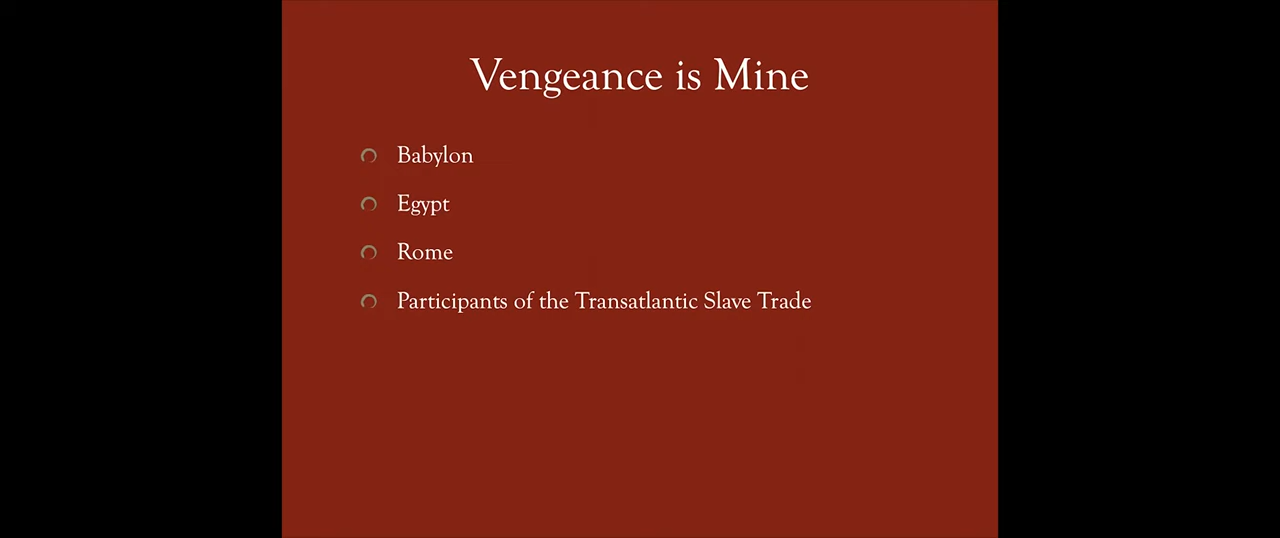 Vengeance is Mine
Babylon
Egypt
Rome
Participants of the Transatlantic Slave Trade